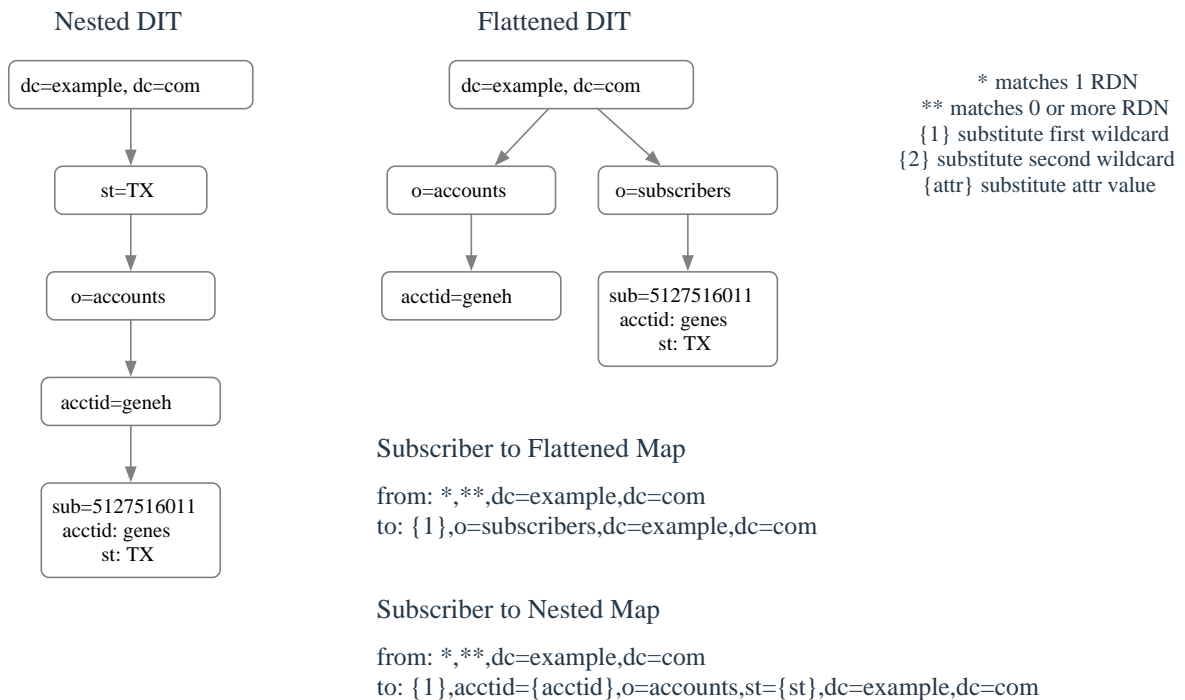 Nested DIT
dc=example, dc=com
st=TX
o=accounts
acctid=geneh
sub=5127516011
acctid: genes
st: TX
Flattened DIT
dc=example, dc=com
o=accounts
o=subscribers
acctid=geneh
sub=5127516011
acctid: genes
st: TX
* matches 1 RDN
** matches 0 or more RDN
{1} substitute first wildcard
{2} substitute second wildcard
{attr} substitute attr value
Subscriber to Flattened Map
from: *,**,dc=example,dc=com
to: {1},o=subscribers,dc=example,dc=com
Subscriber to Nested Map
from: *,**,dc=example,dc=com
to: {1},acctid={acctid},o=accounts,st={st},dc=example,dc=com